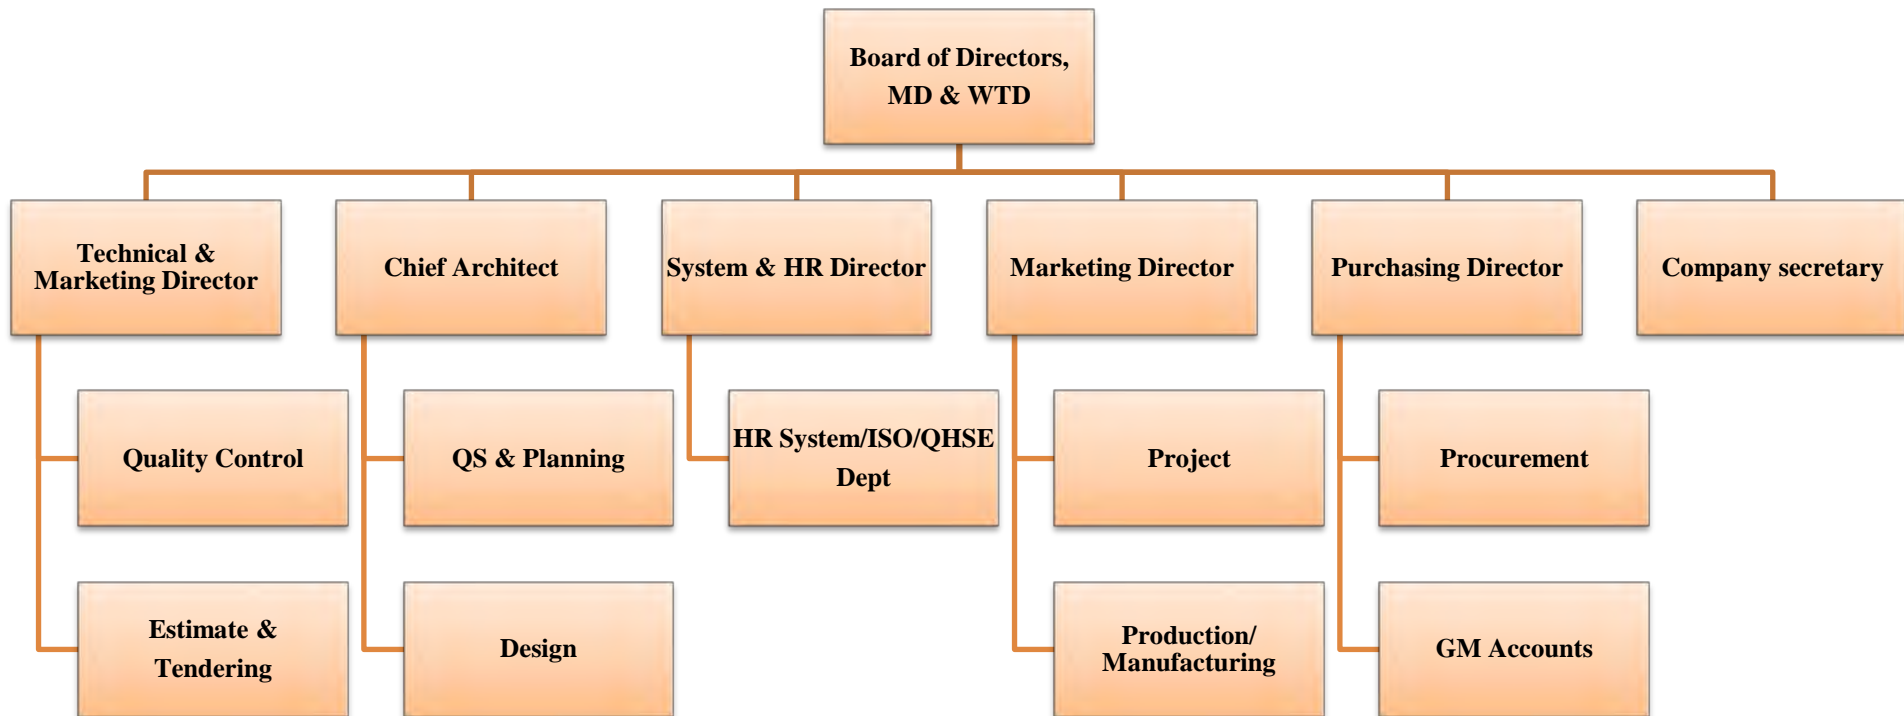 Board of Directors,
MD & WTD
Technical &
Marketing Director
Chief Architect
System & HR Director
Marketing Director
Purchasing Director
Company secretary
Quality Control
QS & Planning
HR System/ISO/QHSE
Dept
Project
Procurement
Estimate &
Tendering
Design
Production/
Manufacturing
GM Accounts